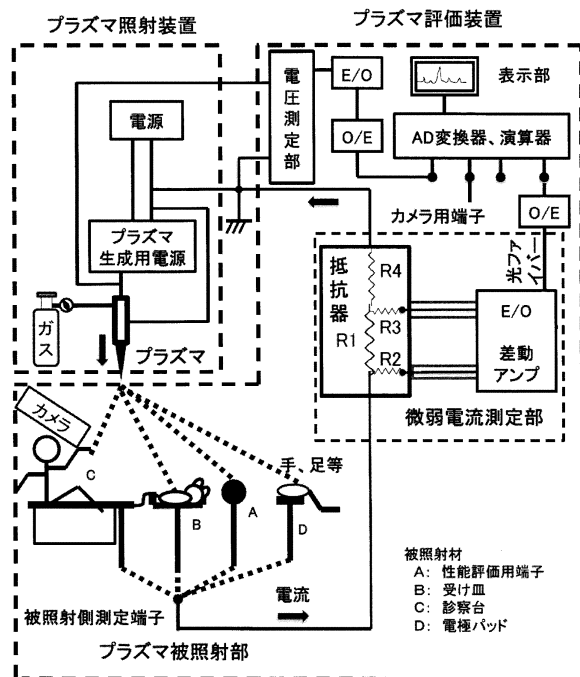 プラズマ照射装置
プラズマ評価装置
電源
プラズマ
生成用電源
ガス
プラズマ
電圧測定部
E/O
O/E
表示部
AD変換器、演算器
カメラ用端子
O/E
光ファ
イバー
抵抗器
R4
R3
R1
R2
E/O
差動
アンプ
微弱電流測定部
カメラ
C
B
A
手、足等
D
被照射側測定端子
電流
プラズマ被照射部
被照射材
A: 性能評価用端子
B: 受け皿
C: 診察台
D: 電極パッド